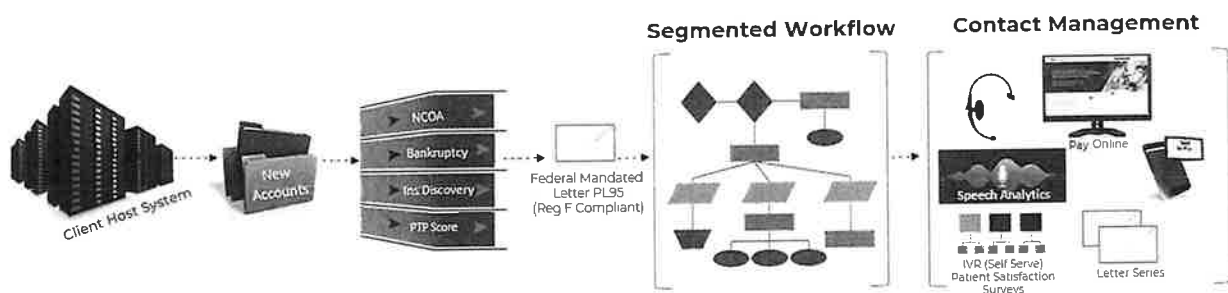 Segmented Workflow
Contact Management
Client Host System
New
Accounts
NCOA
Bankruptcy
Ins Discovery
PTP Score
Federal Mandated
Letter PL95
(Reg F Compliant)
Pay Online
Speech Analytics
IVR (Self Serve)
Patient Satisfaction
Surveys
Letter Series